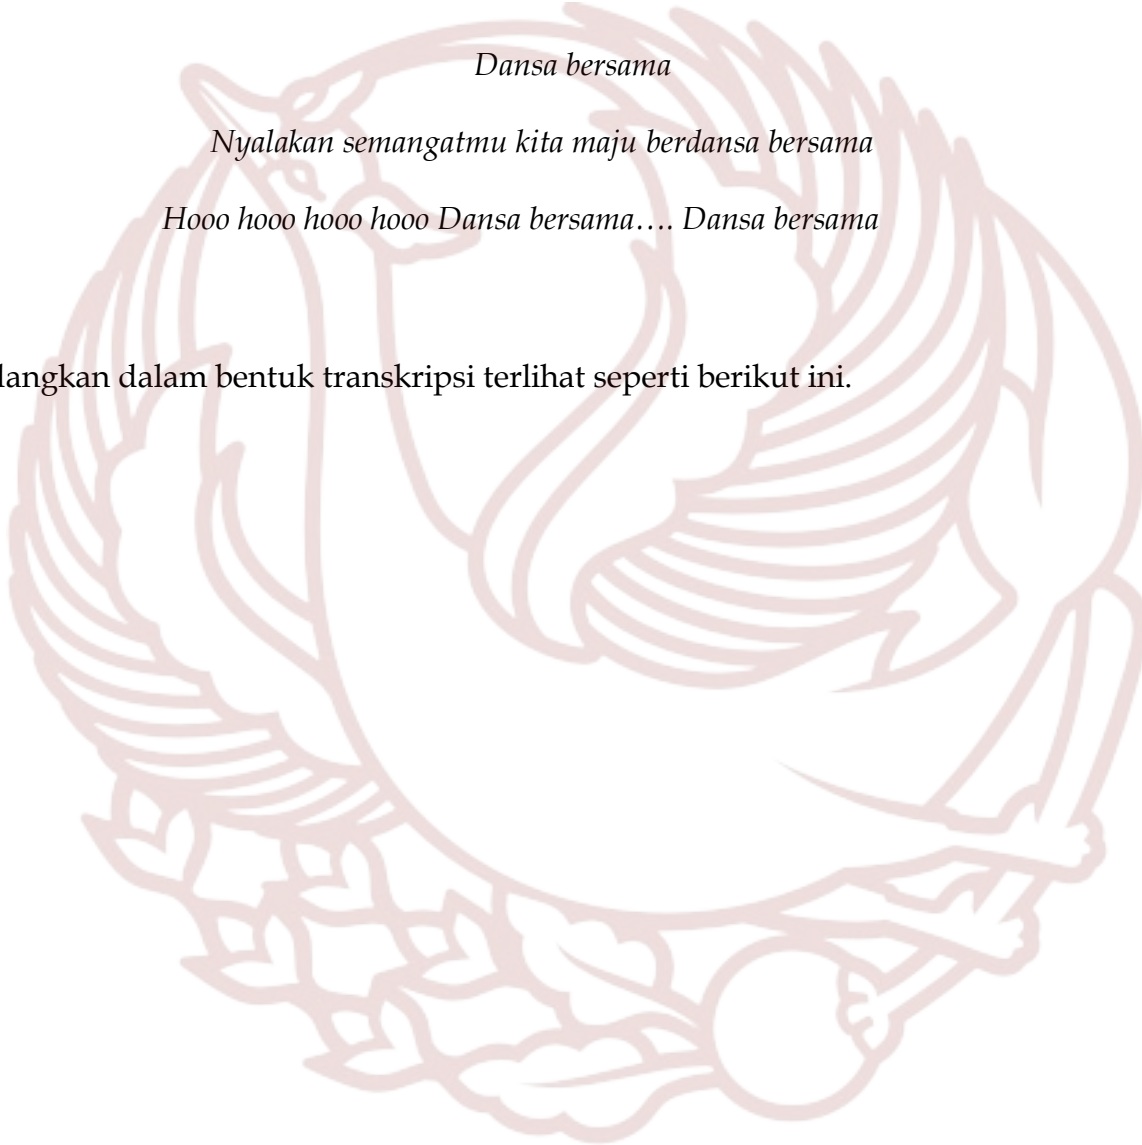 Dansa bersama
Nyalakan semangatmu kita maju berdansa bersama
Hooo hooo hooo hooo Dansa bersama…. Dansa bersama
dalam bentuk transkripsi terlihat seperti berikut ini.